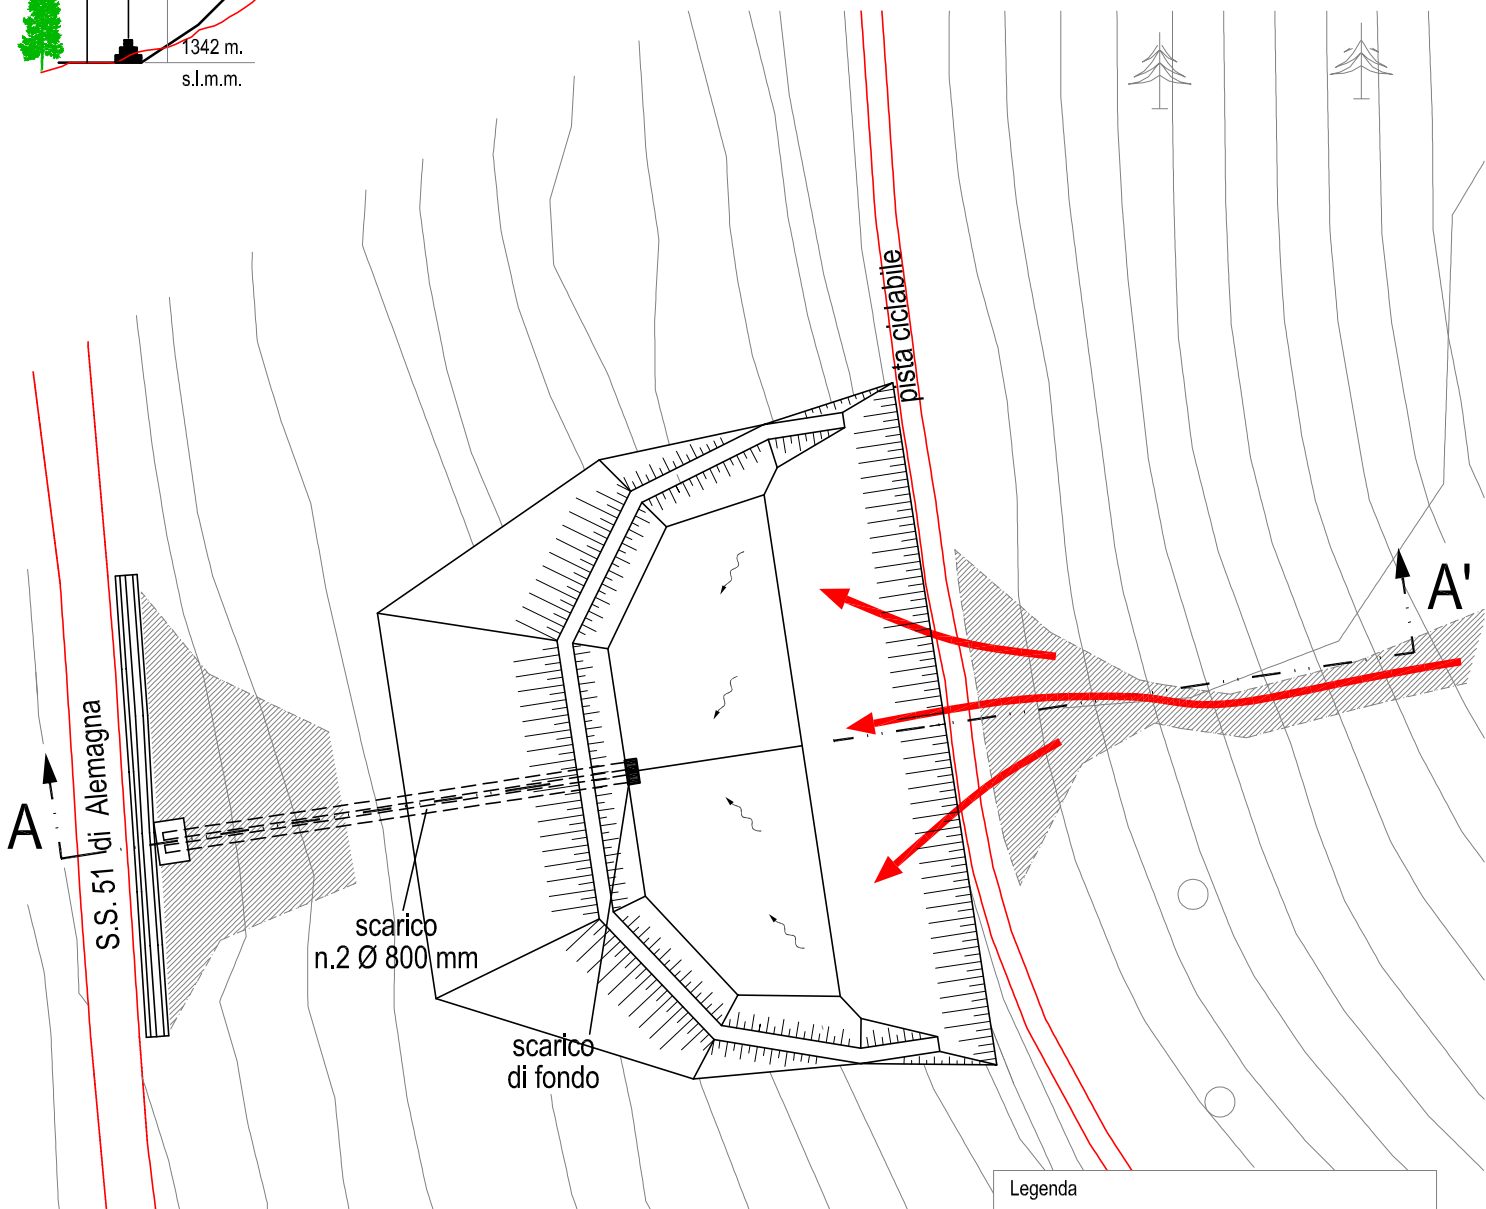 1342 m.
s.l.m.m.
pista ciclabile
A'
A
S.S. 51 di Alemagna
scarico
n.2 Ø 800 mm
scarico
di fondo
Legenda